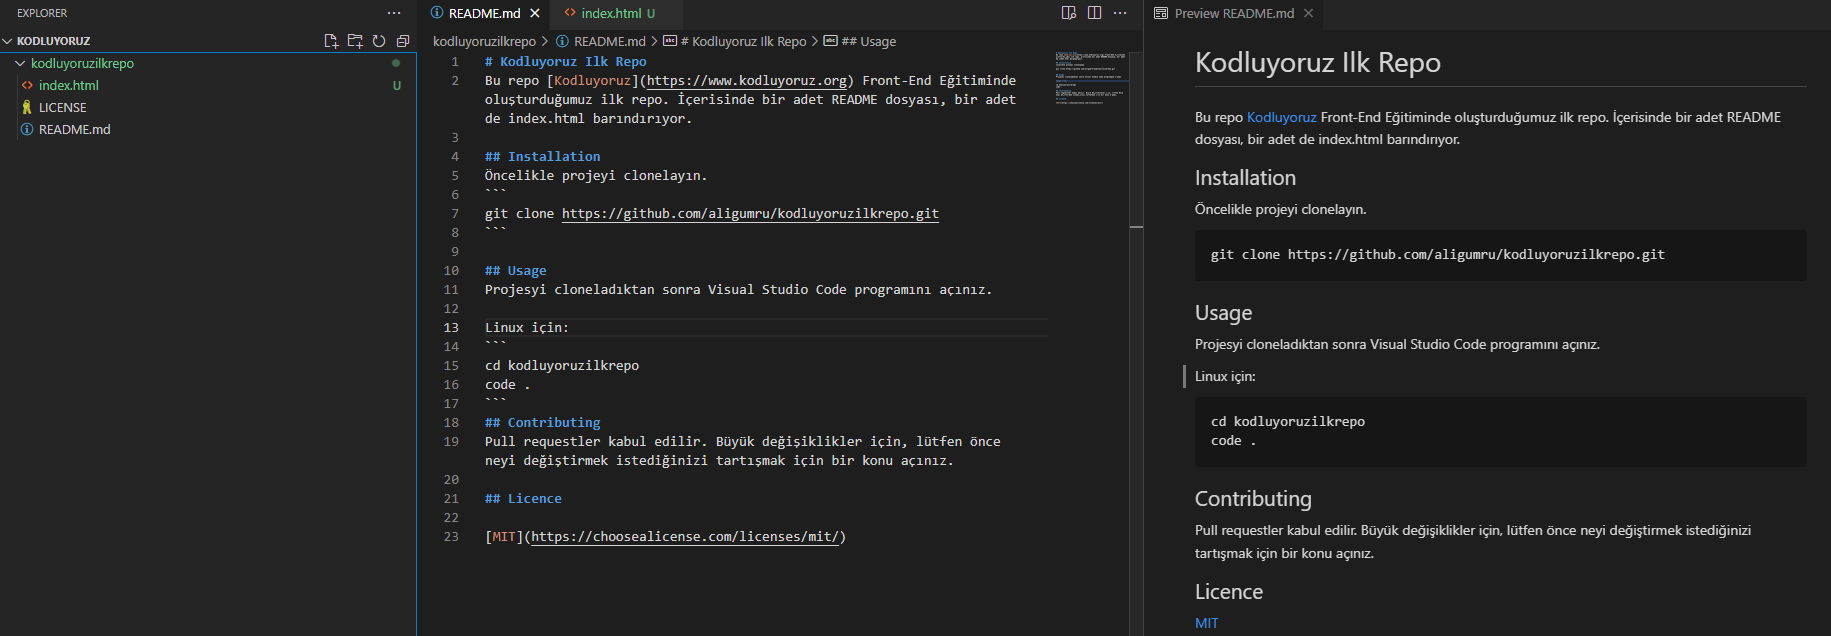 EXPLORER
KODLUYORUZ
kodluyoruzilkrepo
index.html U
LICENSE
README.md
README.md
index.html U
kodluyoruzilkrepo > README.md > # Kodluyoruz Ilk Repo > ## Usage
1 # Kodluyoruz Ilk Repo
2 Bu repo [Kodluyoruz](https://www.kodluyoruz.org) Front-End Eğitiminde
oluşturduğumuz ilk repo. İçerisinde bir adet README dosyası, bir adet
de index.html barındırıyor.
3
4 ## Installation
5 Öncelikle projeyi clonelayın.
6 ```
7 git clone https://github.com/aligumru/kodluyoruzilkrepo.git
8 ```
9
10 ## Usage
11 Projesyi cloneladıktan sonra Visual Studio Code programını açınız.
12
13 Linux için:
14 ```
15 cd kodluyoruzilkrepo
16 code .
17 ```
18 ## Contributing
19 Pull requestler kabul edilir. Büyük değişiklikler için, lütfen önce
neyi değiştirmek istediğinizi tartışmak için bir konu açınız.
20
21 ## Licence
22
23 [MIT](https://choosealicense.com/licenses/mit/)
Preview README.md
Kodluyoruz Ilk Repo
Bu repo Kodluyoruz Front-End Eğitiminde oluşturduğumuz ilk repo. İçerisinde bir adet README
dosyası, bir adet de index.html barındırıyor.
Installation
Öncelikle projeyi clonelayın.
git clone https://github.com/aligumru/kodluyoruzilkrepo.git
Usage
Projesyi cloneladıktan sonra Visual Studio Code programını açınız.
Linux için:
cd kodluyoruzilkrepo
code .
Contributing
Pull requestler kabul edilir. Büyük değişiklikler için, lütfen önce neyi değiştirmek istediğinizi
tartışmak için bir konu açınız.
Licence
MIT